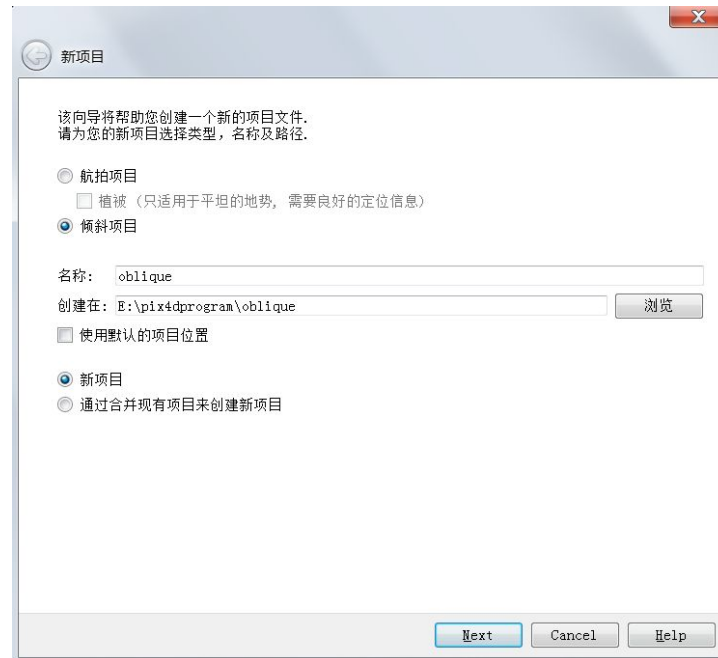 X
新项目
该向导将帮助您创建一个新的项目文件.
请为您的新项目选择类型, 名称及路径.
航拍项目
植被 (只适用于平坦的地势, 需要良好的定位信息)
倾斜项目
名称: oblique
创建在: E:\pix4dprogram\oblique 浏览
使用默认的项目位置
新项目
通过合并现有项目来创建新项目
Next Cancel Help